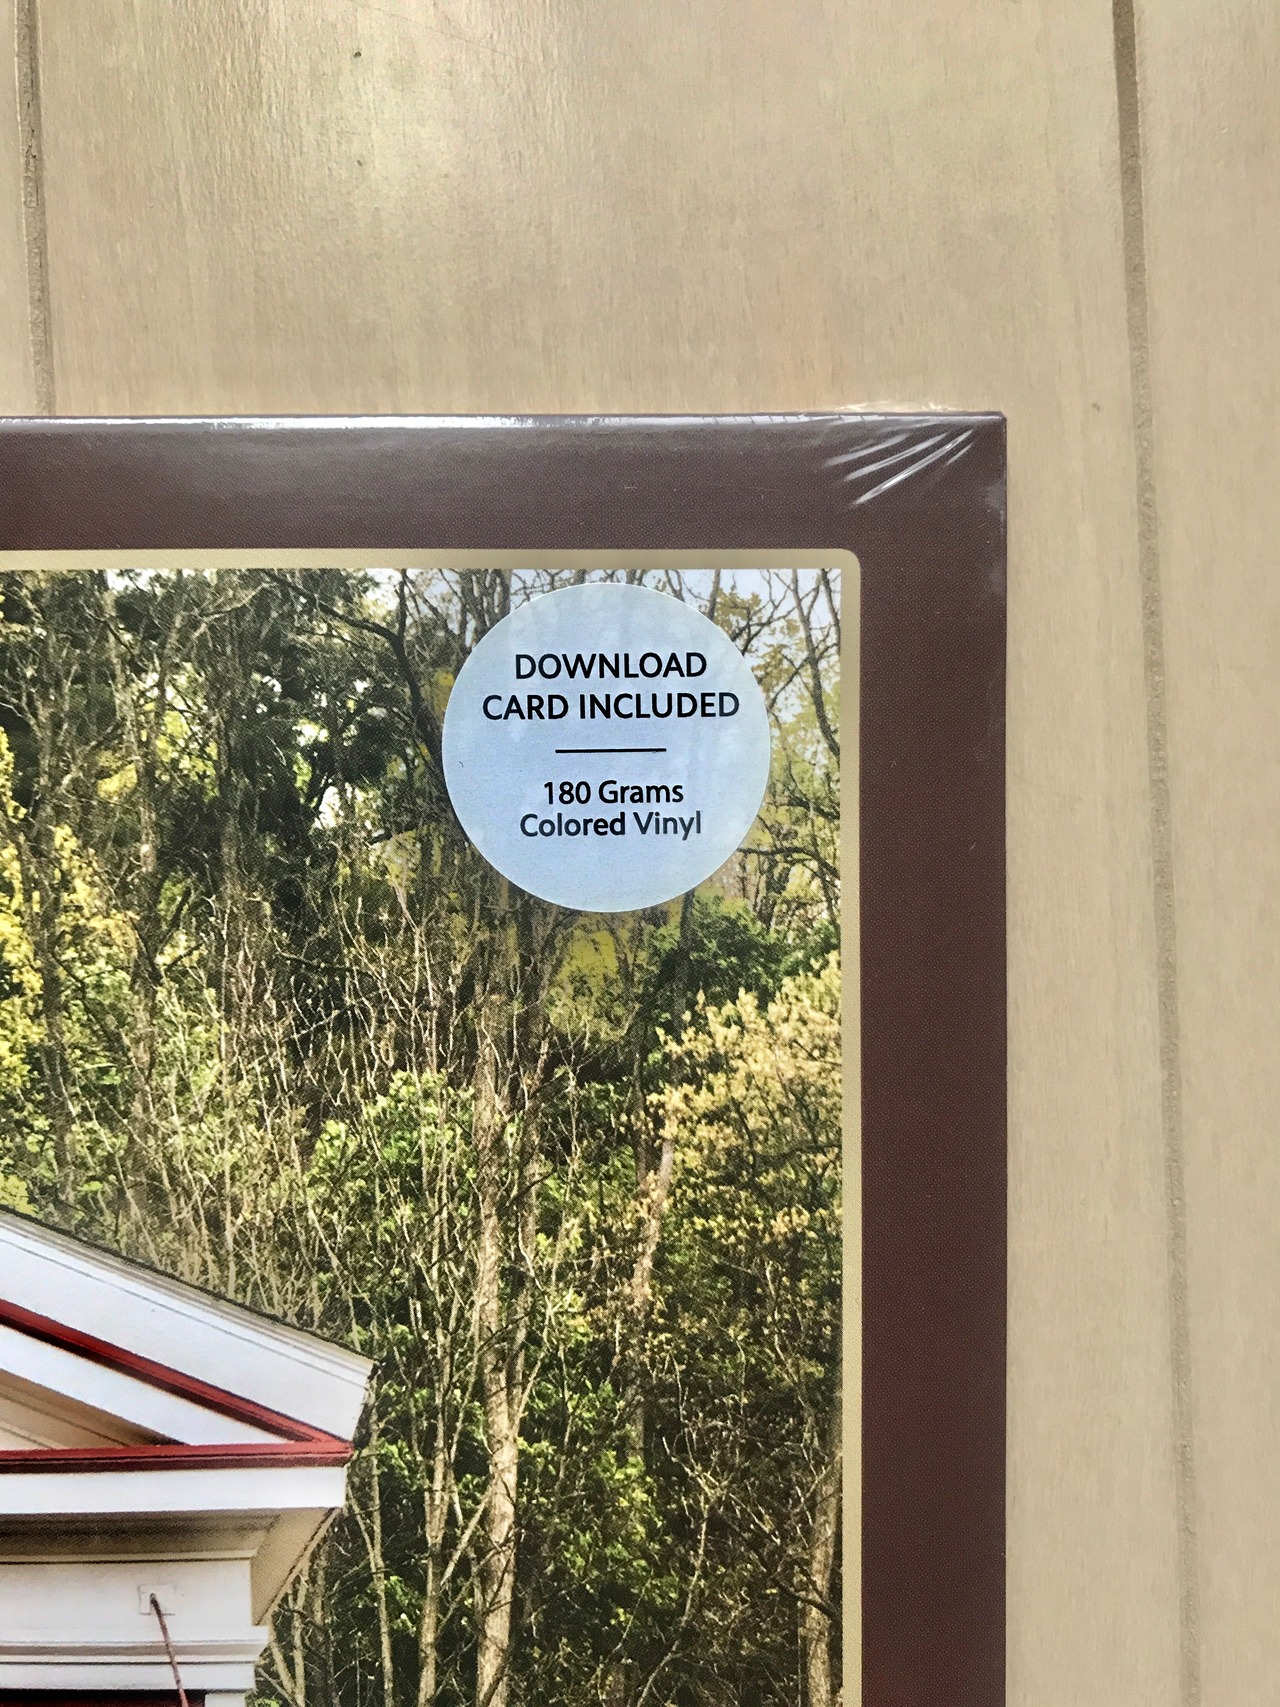 DOWNLOAD
CARD INCLUDED
180 Grams
Colored Vinyl